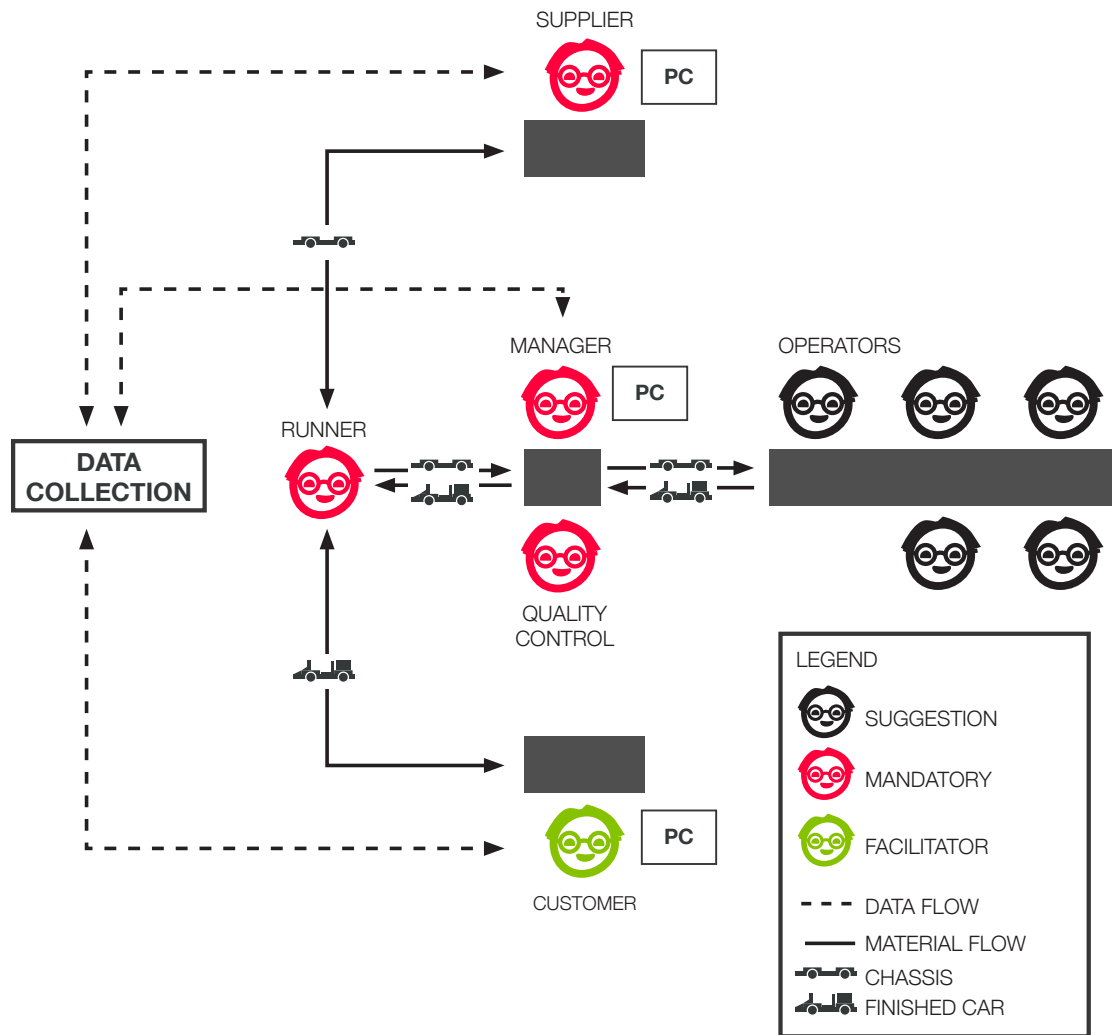 SUPPLIER
PC
MANAGER
PC
OPERATORS
RUNNER
DATA
COLLECTION
QUALITY
CONTROL
PC
CUSTOMER
LEGEND
SUGGESTION
MANDATORY
FACILITATOR
DATA FLOW
MATERIAL FLOW
CHASSIS
FINISHED CAR